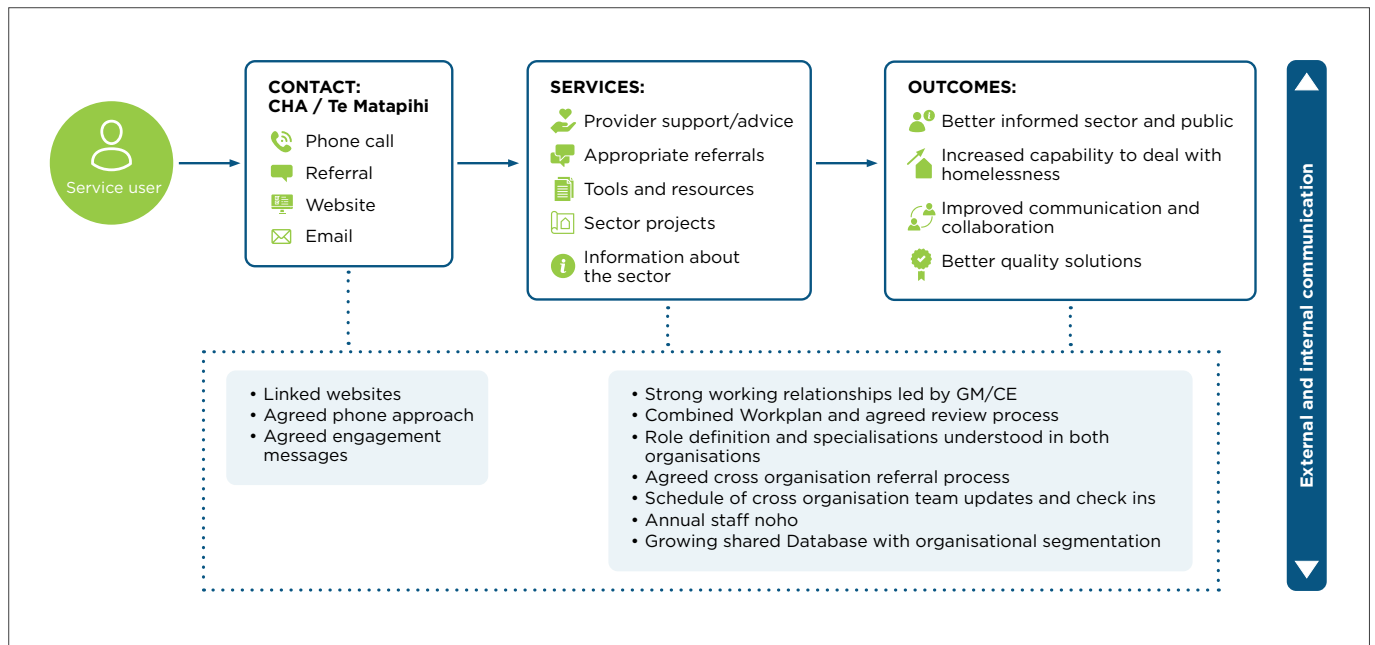 Service user
CONTACT:
CHA / Te Matapihi
Phone call
Referral
Website
Email
SERVICES:
Provider support/advice
Appropriate referrals
Tools and resources
Sector projects
Information about
the sector
OUTCOMES:
Better informed sector and public
Increased capability to deal with
homelessness
Improved communication and
collaboration
Better quality solutions
• Linked websites
• Agreed phone approach
• Agreed engagement
messages
• Strong working relationships led by GM/CE
• Combined Workplan and agreed review process
• Role definition and specialisations understood in both
organisations
• Agreed cross organisation referral process
• Schedule of cross organisation team updates and check ins
• Annual staff noho
• Growing shared Database with organisational segmentation
External and internal communication